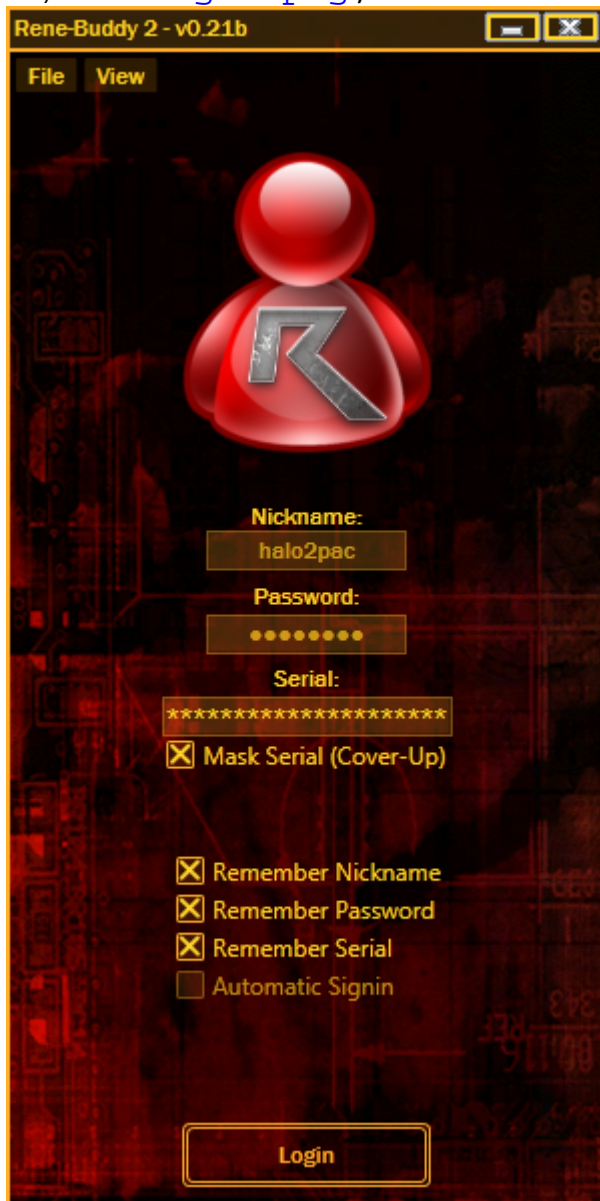 Rene-Buddy 2 - v0.21b
File View
Nickname:
halo2pac
Password:
●●●●●●●●
Serial:
*********************
Mask Serial (Cover-Up)
Remember Nickname
Remember Password
Remember Serial
Automatic Signin
Login